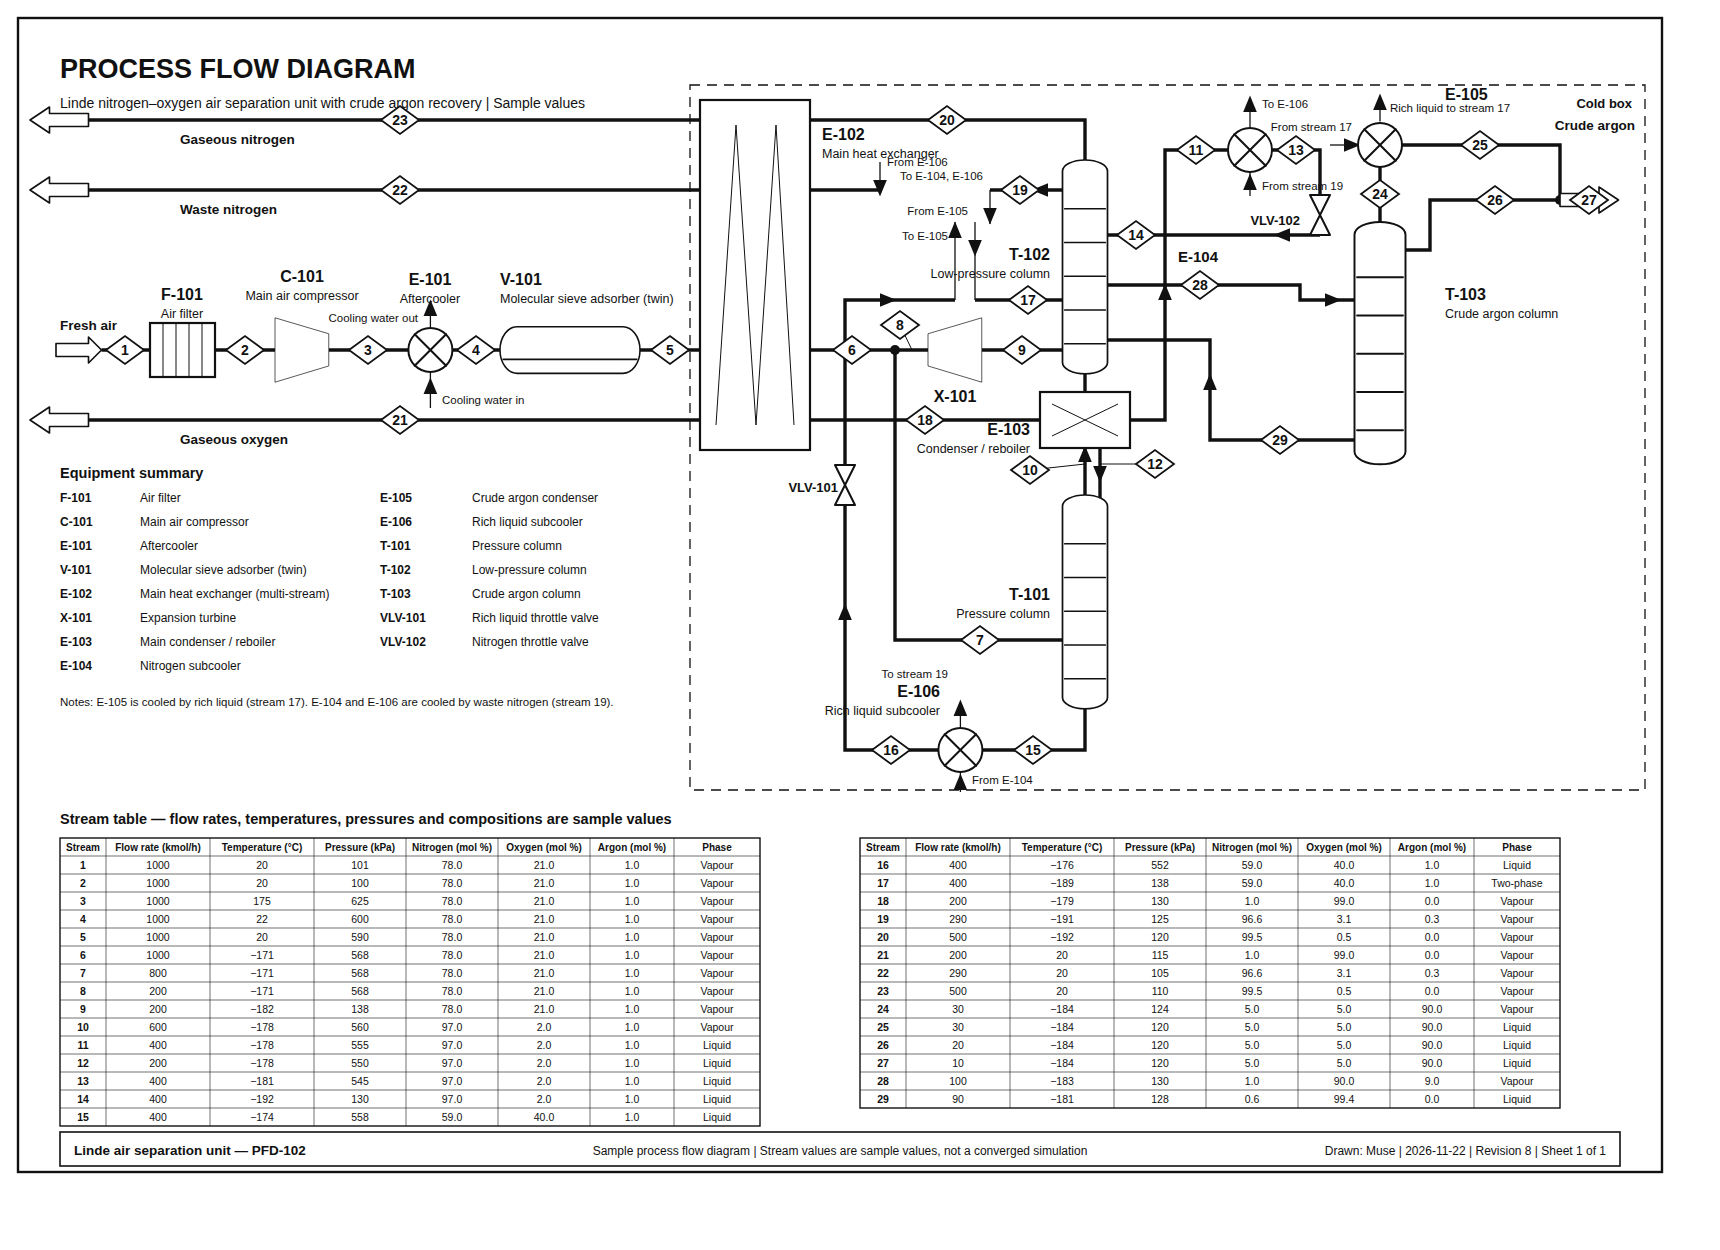 PROCESS FLOW DIAGRAM
Linde nitrogen–oxygen air separation unit with crude argon recovery | Sample values
23
Gaseous nitrogen
22
Waste nitrogen
F-101
Air filter
C-101
Main air compressor
E-101
Aftercooler
Cooling water out
V-101
Molecular sieve adsorber (twin)
Fresh air
1
2
3
4
5
Cooling water in
21
Gaseous oxygen
E-102
Main heat exchanger
20
From E-106
To E-104, E-106
19
From E-105
To E-105
T-102
Low-pressure column
17
6
8
9
X-101
18
E-103
Condenser / reboiler
10
12
VLV-101
T-101
Pressure column
7
To stream 19
E-106
Rich liquid subcooler
16
15
From E-104
To E-106
11
13
From stream 17
From stream 19
VLV-102
14
E-104
28
29
E-105
Rich liquid to stream 17
Cold box
Crude argon
25
24
26
27
T-103
Crude argon column
Equipment summary
F-101 Air filter E-105 Crude argon condenser
C-101 Main air compressor E-106 Rich liquid subcooler
E-101 Aftercooler T-101 Pressure column
V-101 Molecular sieve adsorber (twin) T-102 Low-pressure column
E-102 Main heat exchanger (multi-stream) T-103 Crude argon column
X-101 Expansion turbine VLV-101 Rich liquid throttle valve
E-103 Main condenser / reboiler VLV-102 Nitrogen throttle valve
E-104 Nitrogen subcooler
Notes: E-105 is cooled by rich liquid (stream 17). E-104 and E-106 are cooled by waste nitrogen (stream 19).
Stream table — flow rates, temperatures, pressures and compositions are sample values
Stream Flow rate (kmol/h) Temperature (°C) Pressure (kPa) Nitrogen (mol %) Oxygen (mol %) Argon (mol %) Phase
1 1000 20 101 78.0 21.0 1.0 Vapour
2 1000 20 100 78.0 21.0 1.0 Vapour
3 1000 175 625 78.0 21.0 1.0 Vapour
4 1000 22 600 78.0 21.0 1.0 Vapour
5 1000 20 590 78.0 21.0 1.0 Vapour
6 1000 −171 568 78.0 21.0 1.0 Vapour
7 800 −171 568 78.0 21.0 1.0 Vapour
8 200 −171 568 78.0 21.0 1.0 Vapour
9 200 −182 138 78.0 21.0 1.0 Vapour
10 600 −178 560 97.0 2.0 1.0 Vapour
11 400 −178 555 97.0 2.0 1.0 Liquid
12 200 −178 550 97.0 2.0 1.0 Liquid
13 400 −181 545 97.0 2.0 1.0 Liquid
14 400 −192 130 97.0 2.0 1.0 Liquid
15 400 −174 558 59.0 40.0 1.0 Liquid
Stream Flow rate (kmol/h) Temperature (°C) Pressure (kPa) Nitrogen (mol %) Oxygen (mol %) Argon (mol %) Phase
16 400 −176 552 59.0 40.0 1.0 Liquid
17 400 −189 138 59.0 40.0 1.0 Two-phase
18 200 −179 130 1.0 99.0 0.0 Vapour
19 290 −191 125 96.6 3.1 0.3 Vapour
20 500 −192 120 99.5 0.5 0.0 Vapour
21 200 20 115 1.0 99.0 0.0 Vapour
22 290 20 105 96.6 3.1 0.3 Vapour
23 500 20 110 99.5 0.5 0.0 Vapour
24 30 −184 124 5.0 5.0 90.0 Vapour
25 30 −184 120 5.0 5.0 90.0 Liquid
26 20 −184 120 5.0 5.0 90.0 Liquid
27 10 −184 120 5.0 5.0 90.0 Liquid
28 100 −183 130 1.0 90.0 9.0 Vapour
29 90 −181 128 0.6 99.4 0.0 Liquid
Linde air separation unit — PFD-102
Sample process flow diagram | Stream values are sample values, not a converged simulation
Drawn: Muse | 2026-11-22 | Revision 8 | Sheet 1 of 1